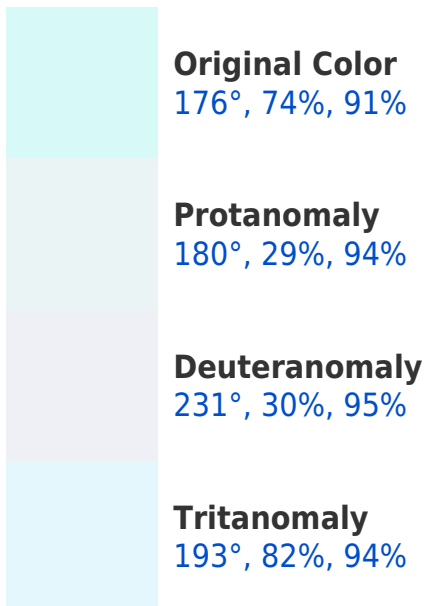 Original Color
176°, 74%, 91%
Protanomaly
180°, 29%, 94%
Deuteranomaly
231°, 30%, 95%
Tritanomaly
193°, 82%, 94%